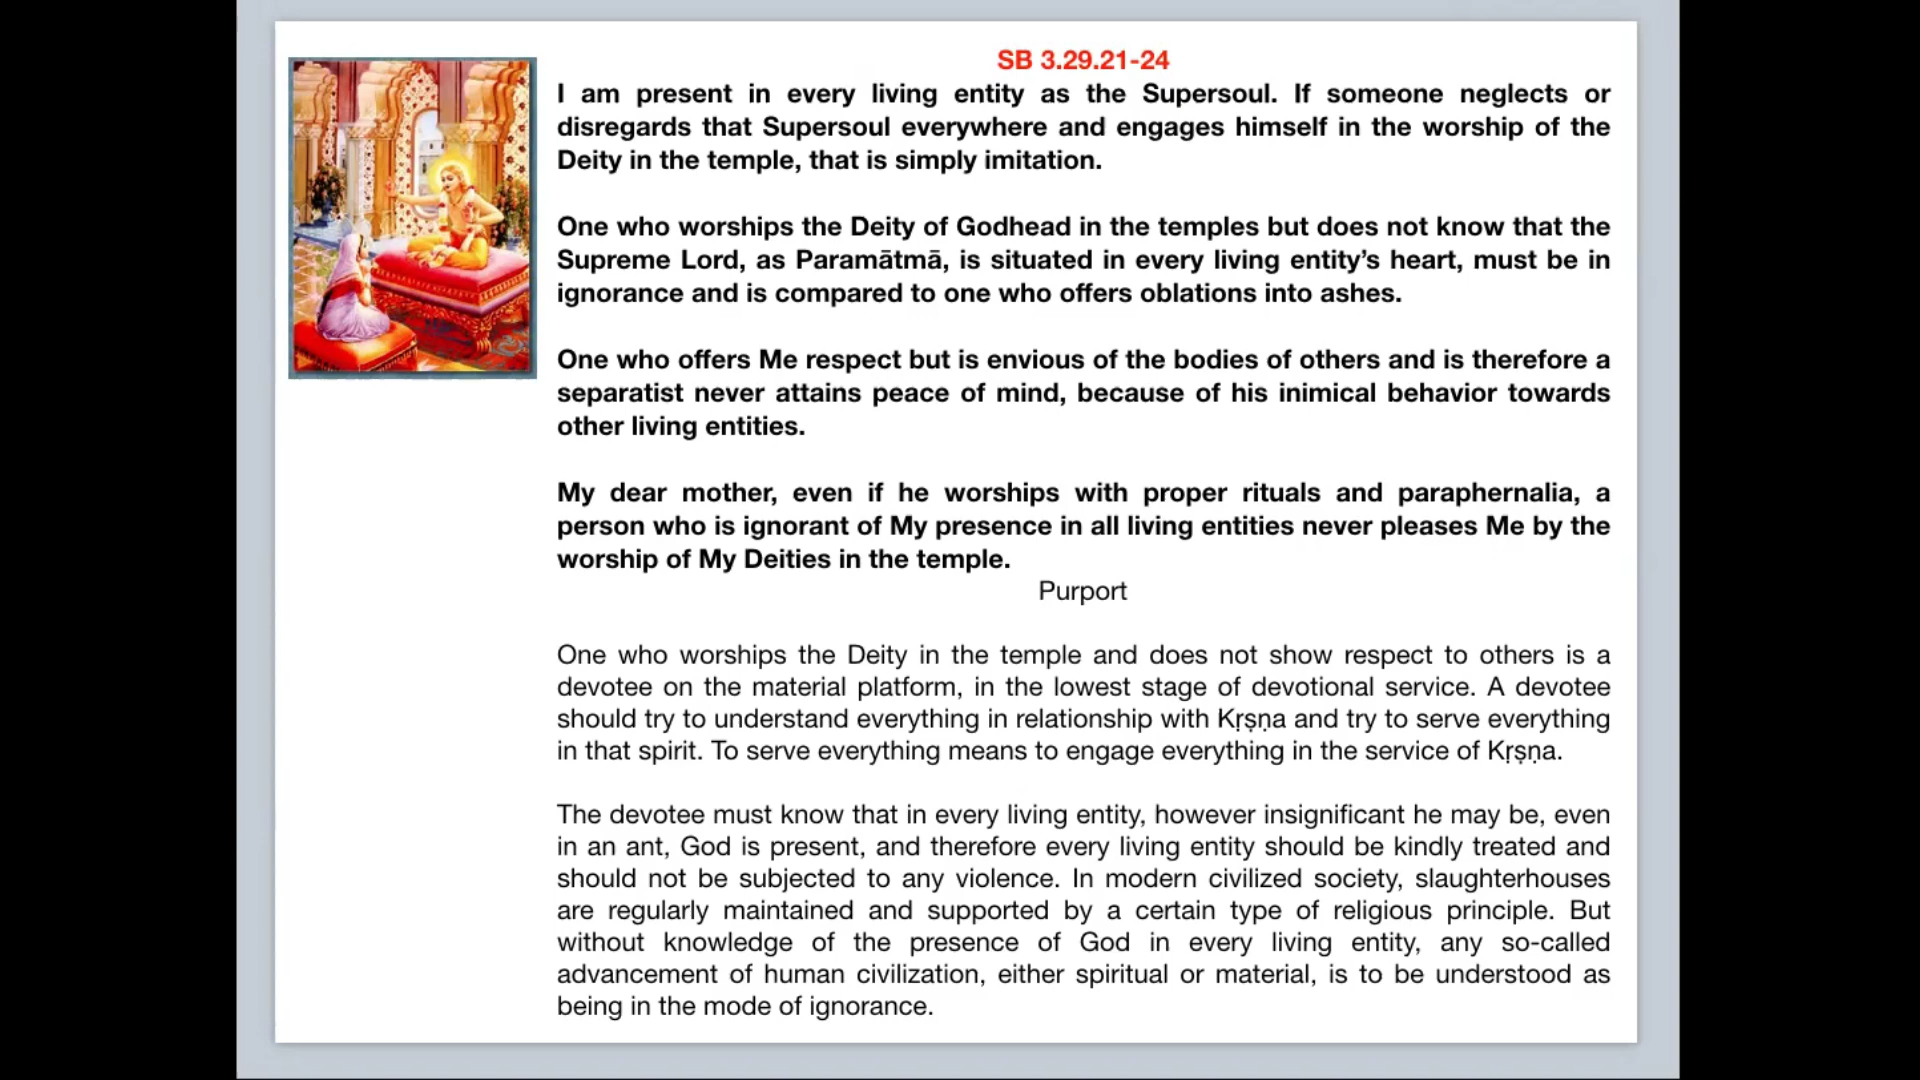 SB 3.29.21-24
I am present in every living entity as the Supersoul. If someone neglects or
disregards that Supersoul everywhere and engages himself in the worship of the
Deity in the temple, that is simply imitation.
One who worships the Deity of Godhead in the temples but does not know that the
Supreme Lord, as Paramātmā, is situated in every living entity’s heart, must be in
ignorance and is compared to one who offers oblations into ashes.
One who offers Me respect but is envious of the bodies of others and is therefore a
separatist never attains peace of mind, because of his inimical behavior towards
other living entities.
My dear mother, even if he worships with proper rituals and paraphernalia, a
person who is ignorant of My presence in all living entities never pleases Me by the
worship of My Deities in the temple.
Purport
One who worships the Deity in the temple and does not show respect to others is a
devotee on the material platform, in the lowest stage of devotional service. A devotee
should try to understand everything in relationship with Kṛṣṇa and try to serve everything
in that spirit. To serve everything means to engage everything in the service of Kṛṣṇa.
The devotee must know that in every living entity, however insignificant he may be, even
in an ant, God is present, and therefore every living entity should be kindly treated and
should not be subjected to any violence. In modern civilized society, slaughterhouses
are regularly maintained and supported by a certain type of religious principle. But
without knowledge of the presence of God in every living entity, any so-called
advancement of human civilization, either spiritual or material, is to be understood as
being in the mode of ignorance.